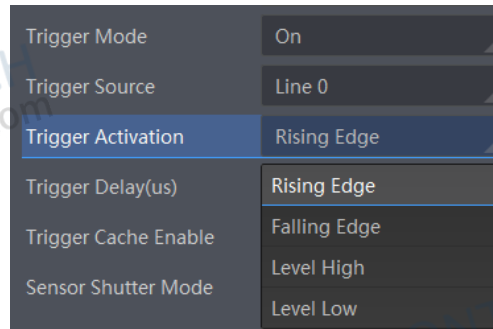 Trigger Mode On
Trigger Source Line 0
Trigger Activation Rising Edge
Trigger Delay(us) Rising Edge
Trigger Cache Enable Falling Edge
Level High
Sensor Shutter Mode
Level Low
om